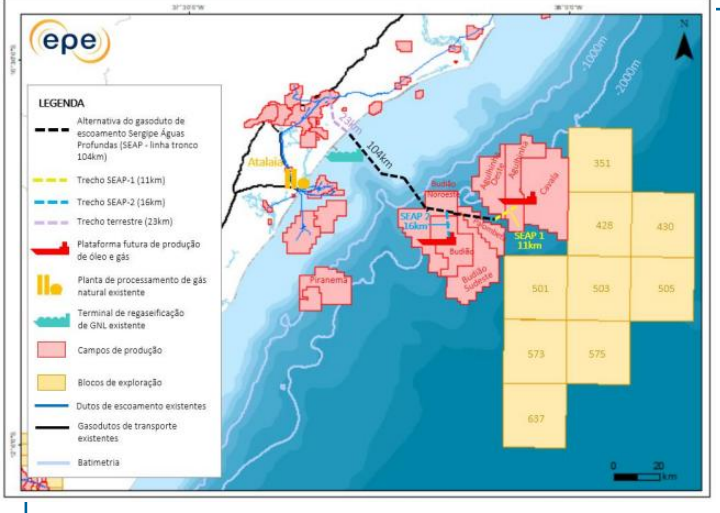 epe
N
LEGENDA
Alternativa do gasoduto de
escoamento Sergipe Águas
Profundas (SEAP - linha tronco
104km)
Trecho SEAP-1 (11km)
Trecho SEAP-2 (16km)
Trecho terrestre (23km)
Plataforma futura de produção
de óleo e gás
Planta de processamento de gás
natural existente
Terminal de regaseificação
de GNL existente
Campos de produção
Blocos de exploração
Dutos de escoamento existentes
Gasodutos de transporte
existentes
Batimetria
-1000m
-2000m
23km
104km
Atalaia
Agulhinha
Oeste
Agulhinha
Cavala
Budião
Noroeste
SEAP 2
16km
SEAP 1
11km
Budião
Budião
Sudeste
Piranema
351
428
430
501
503
505
573
575
637
0 20
km